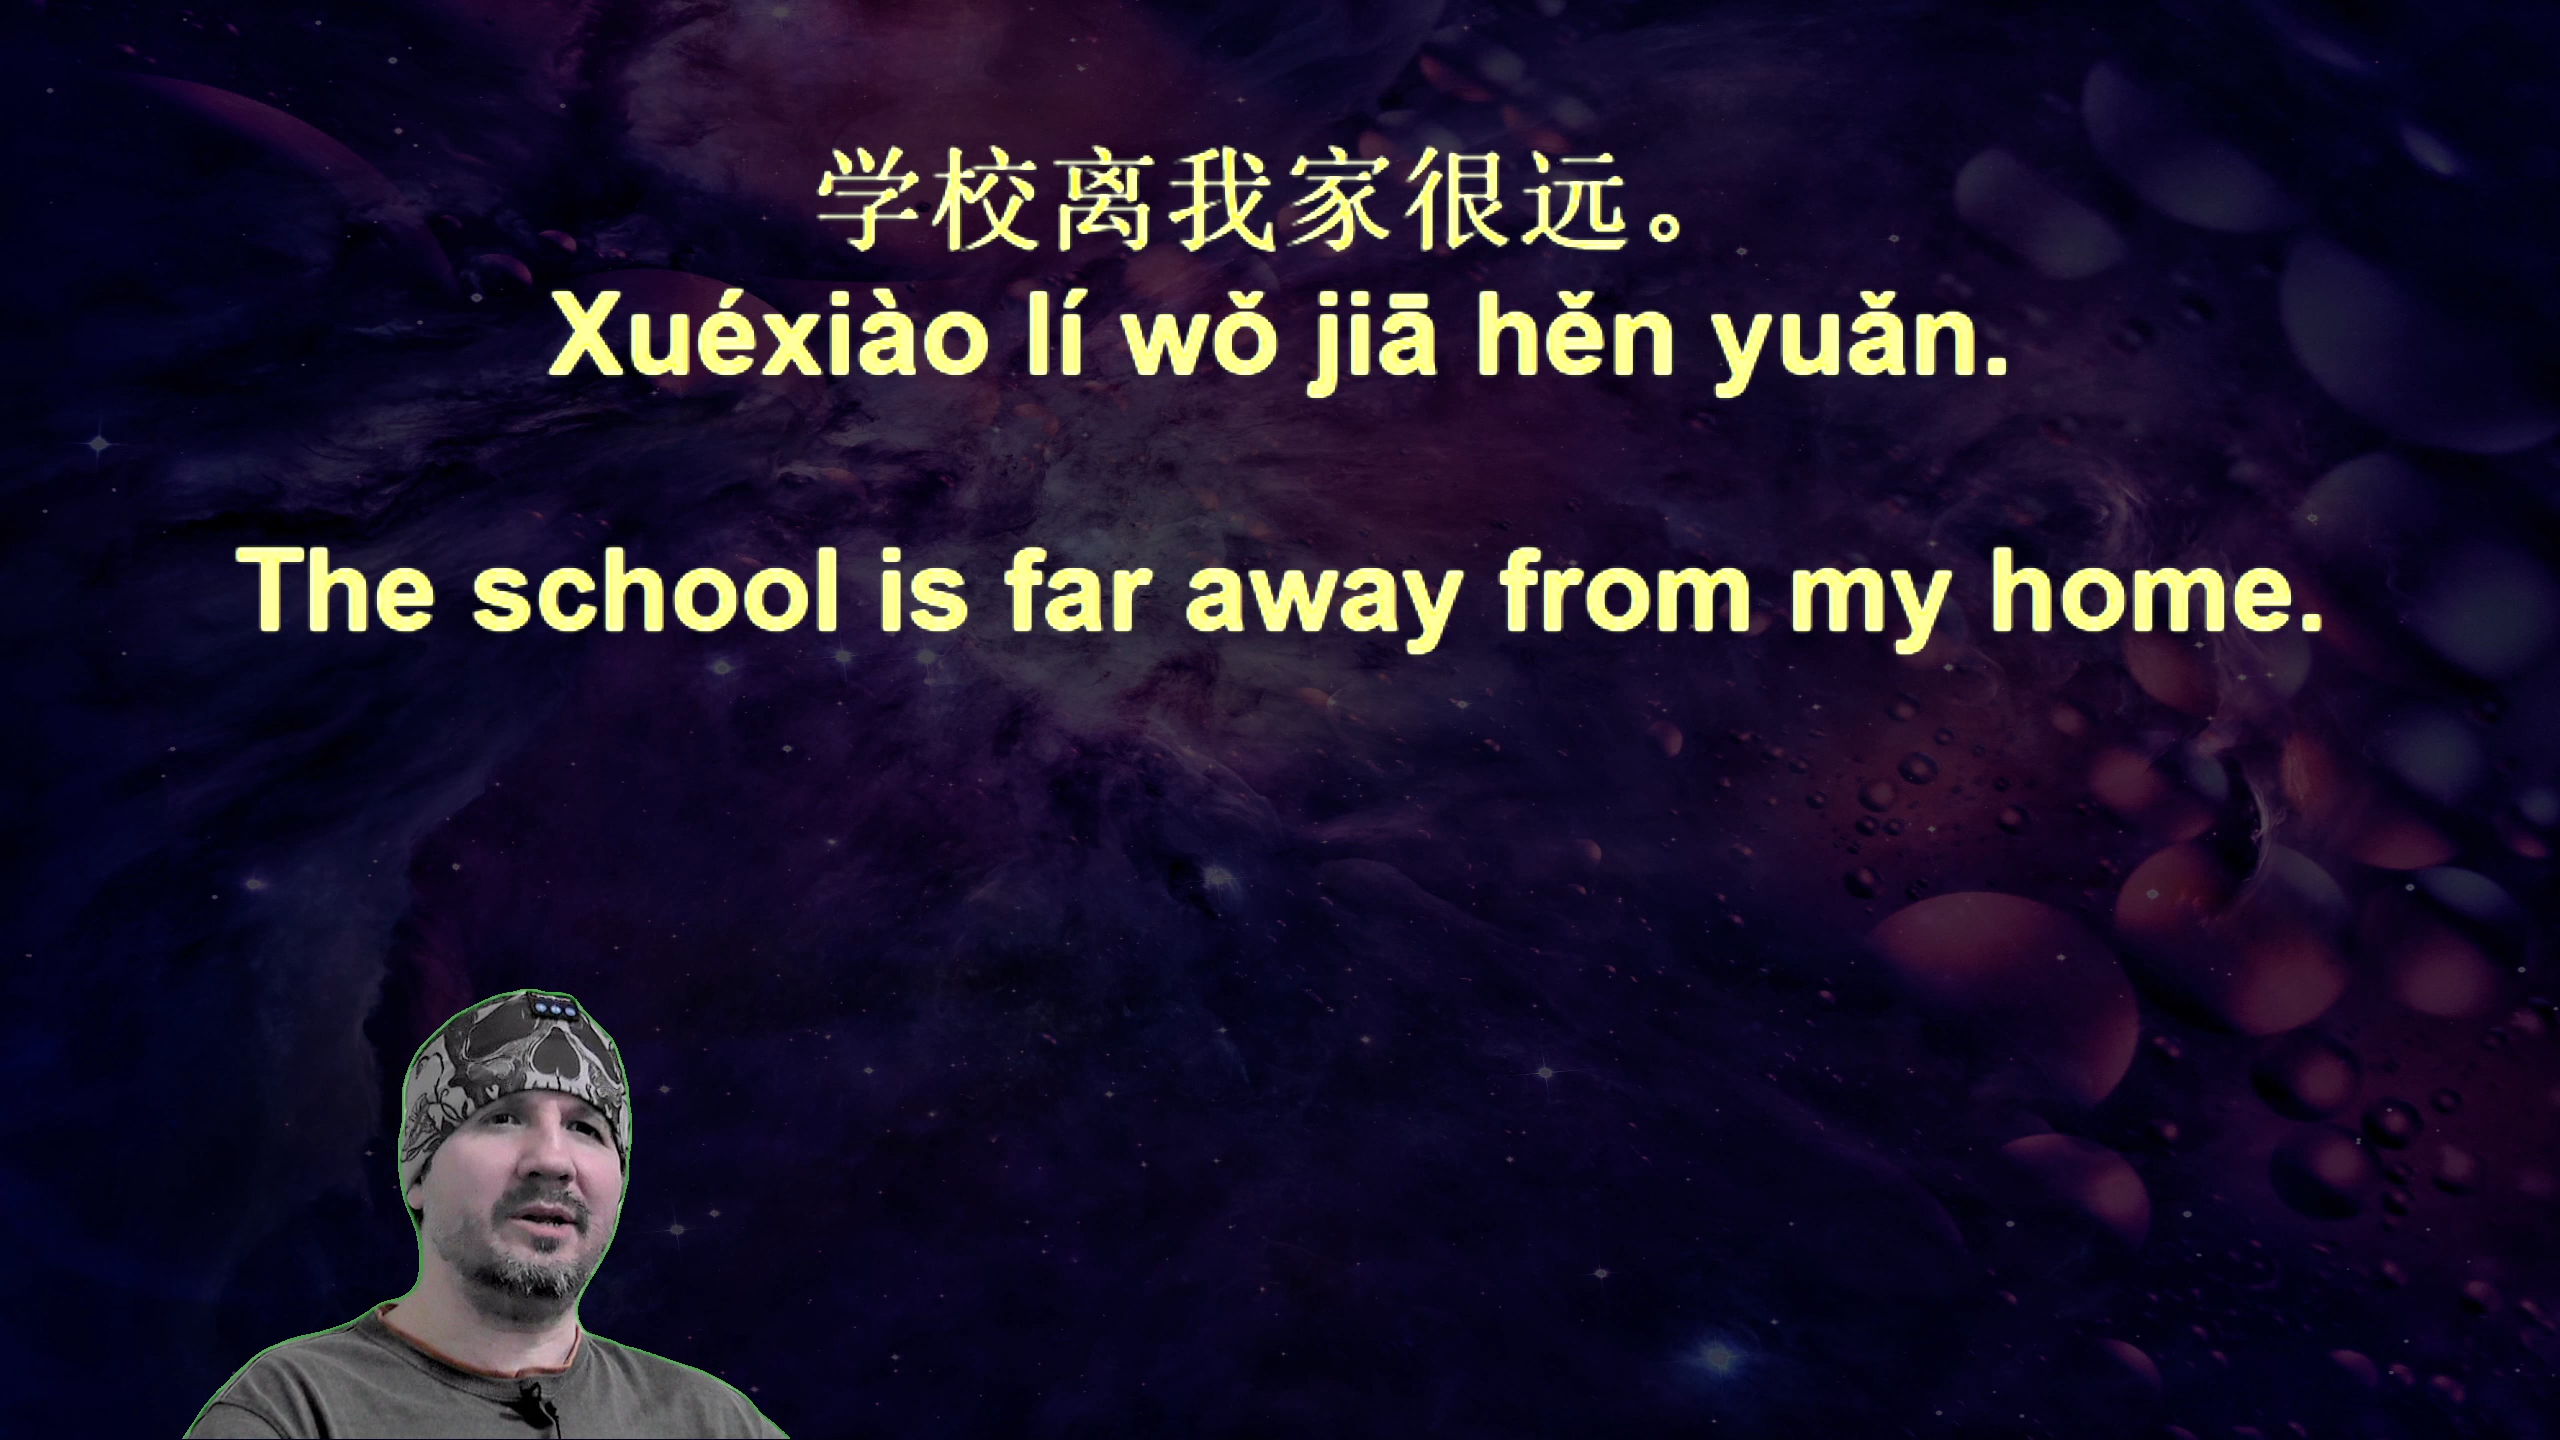 学校离我家很远。
Xuéxiào lí wǒ jiā hěn yuǎn.
The school is far away from my home.